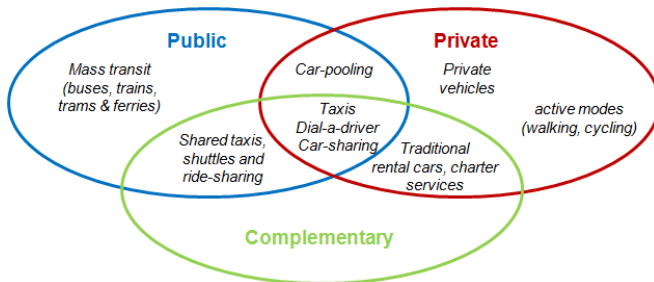 Public
Private
Mass transit
(buses, trains,
trams & ferries)
Car-pooling
Private
vehicles
active modes
(walking, cycling)
Taxis
Dial-a-driver
Car-sharing
Shared taxis,
shuttles and
ride-sharing
Traditional
rental cars, charter
services
Complementary